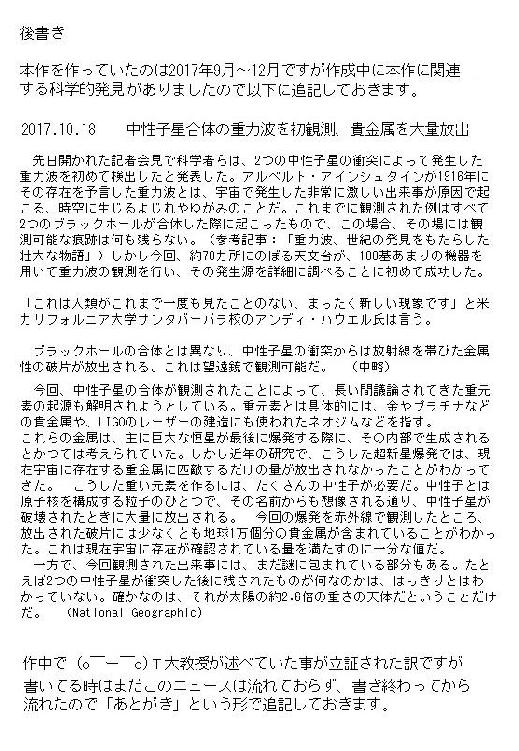 後書き
本作を作っていたのは2017年9月～12月ですが作成中に本作に関連
する科学的発見がありましたので以下に追記しておきます。
2017.10.18　中性子星合体の重力波を初観測、貴金属を大量放出
先日開かれた記者会見で科学者らは、2つの中性子星の衝突によって発生した
重力波を初めて検出したと発表した。アルベルト・アインシュタインが1916年に
その存在を予言した重力波とは、宇宙で発生した非常に激しい出来事が原因で起
こる、時空に生じるよじれやゆがみのことだ。これまでに観測された例はすべて
2つのブラックホールが合体した際に起こったもので、この場合、その場には観
測可能な痕跡は何も残らない。（参考記事：「重力波、世紀の発見をもたらした
壮大な物語」）しかし今回、約70カ所にのぼる天文台が、100基あまりの機器を
用いて重力波の観測を行い、その発生源を詳細に調べることに初めて成功した。
「これは人類がこれまで一度も見たことのない、まったく新しい現象です」と米
カリフォルニア大学サンタバーバラ校のアンディ・ハウエル氏は言う。
ブラックホールの合体とは異なり、中性子星の衝突からは放射線を帯びた金属
性の破片が放出される、これは望遠鏡で観測可能だ。　（中略）
今回、中性子星の合体が観測されたことによって、長い間議論されてきた重元
素の起源も解明されようとしている。重元素とは具体的には、金やプラチナなど
の貴金属や、LIGOのレーザーの建造にも使われたネオジムなどを指す。
これらの金属は、主に巨大な恒星が最後に爆発する際に、その内部で生成される
とかつては考えられていた。しかし近年の研究で、こうした超新星爆発では、現
在宇宙に存在する重金属に匹敵するだけの量が放出されなかったことがわかって
きた。　こうした重い元素を作るには、たくさんの中性子が必要だ。中性子とは
原子核を構成する粒子のひとつで、その名前からも想像される通り、中性子星が
破壊されたときに大量に放出される。　今回の爆発を赤外線で観測したところ、
放出された破片には少なくとも地球1万個分の貴金属が含まれていることがわかっ
た。これは現在宇宙に存在が確認されている量を満たすのに十分な値だ。
一方で、今回観測された出来事には、まだ謎に包まれている部分もある。たと
えば2つの中性子星が衝突した後に残されたものが何なのかは、はっきりとはわ
かっていない。確かなのは、それが太陽の約2.6倍の重さの天体だということだけ
だ。　（National Geographic）
作中で（o￣ー￣o）Ｔ大教授が述べていた事が立証された訳ですが
書いてる時はまだこのニュースは流れておらず、書き終わってから
流れたので「あとがき」という形で追記しておきます。